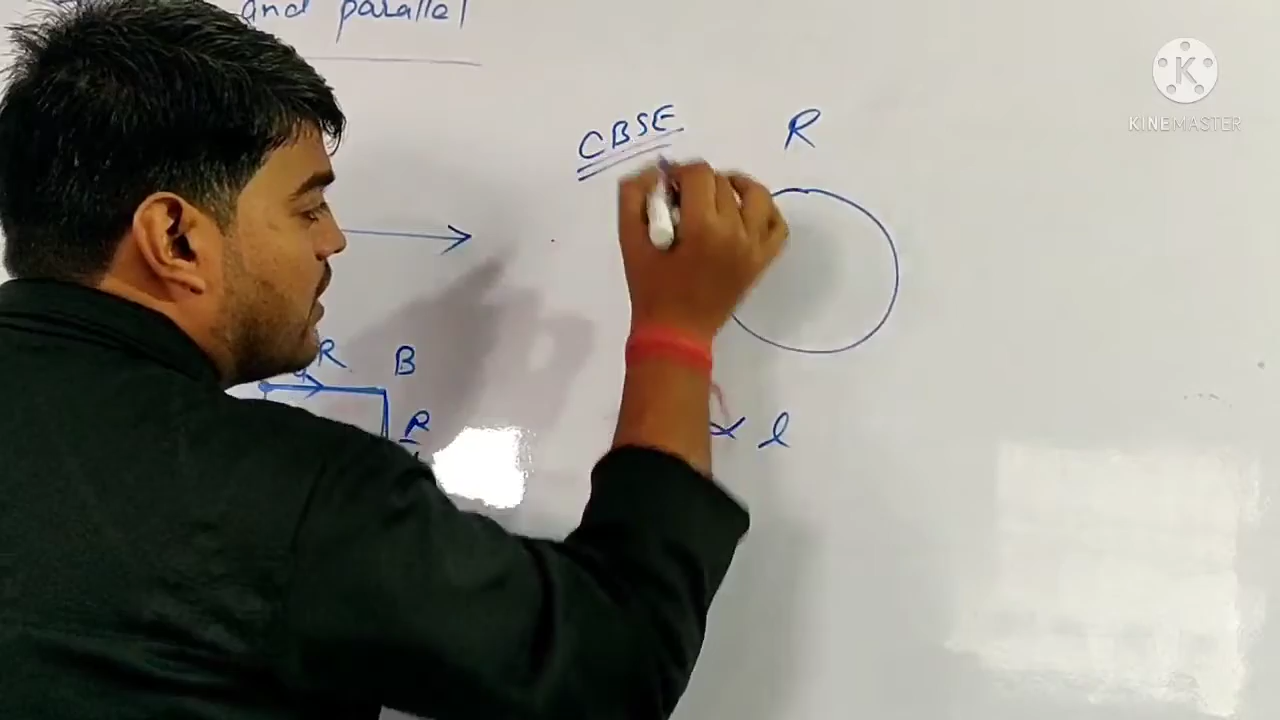 and parallel
CBSE
R
R B
R
∝ l
K
KINEMASTER